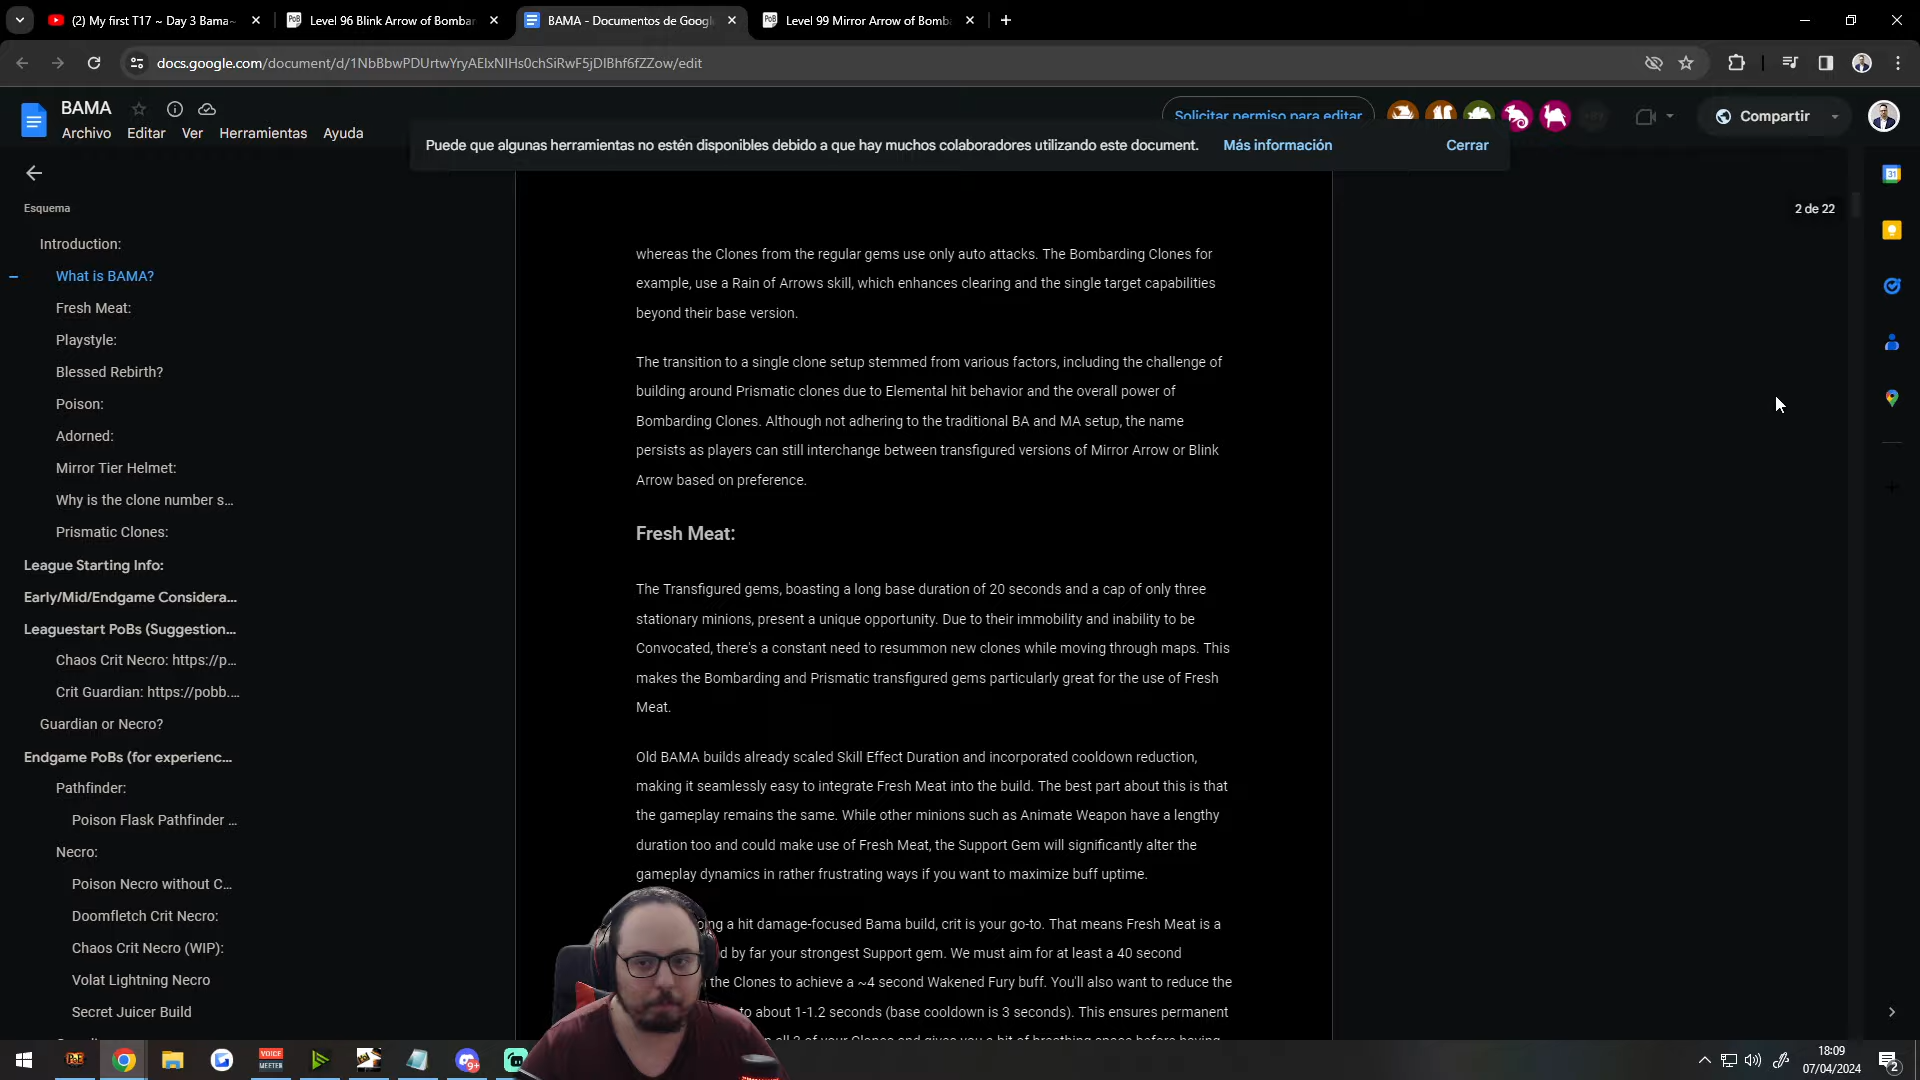 (2) My first T17 ~ Day 3 Bama~
Level 96 Blink Arrow of Bombar
BAMA - Documentos de Google
Level 99 Mirror Arrow of Bomb
docs.google.com/document/d/1NbBbwPDUrtwYryAElxNIHs0chSiRwF5jDlBhf6fZZow/edit
BAMA
Archivo Editar Ver Herramientas Ayuda
Solicitar permiso para editar
Compartir
Puede que algunas herramientas no estén disponibles debido a que hay muchos colaboradores utilizando este document. Más información Cerrar
2 de 22
Esquema
Introduction:
What is BAMA?
Fresh Meat:
Playstyle:
Blessed Rebirth?
Poison:
Adorned:
Mirror Tier Helmet:
Why is the clone number s...
Prismatic Clones:
League Starting Info:
Early/Mid/Endgame Considera...
Leaguestart PoBs (Suggestion...
Chaos Crit Necro: https://p...
Crit Guardian: https://pobb....
Guardian or Necro?
Endgame PoBs (for experienc...
Pathfinder:
Poison Flask Pathfinder ...
Necro:
Poison Necro without C...
Doomfletch Crit Necro:
Chaos Crit Necro (WIP):
Volat Lightning Necro
Secret Juicer Build
whereas the Clones from the regular gems use only auto attacks. The Bombarding Clones for
example, use a Rain of Arrows skill, which enhances clearing and the single target capabilities
beyond their base version.
The transition to a single clone setup stemmed from various factors, including the challenge of
building around Prismatic clones due to Elemental hit behavior and the overall power of
Bombarding Clones. Although not adhering to the traditional BA and MA setup, the name
persists as players can still interchange between transfigured versions of Mirror Arrow or Blink
Arrow based on preference.
Fresh Meat:
The Transfigured gems, boasting a long base duration of 20 seconds and a cap of only three
stationary minions, present a unique opportunity. Due to their immobility and inability to be
Convocated, there's a constant need to resummon new clones while moving through maps. This
makes the Bombarding and Prismatic transfigured gems particularly great for the use of Fresh
Meat.
Old BAMA builds already scaled Skill Effect Duration and incorporated cooldown reduction,
making it seamlessly easy to integrate Fresh Meat into the build. The best part about this is that
the gameplay remains the same. While other minions such as Animate Weapon have a lengthy
duration too and could make use of Fresh Meat, the Support Gem will significantly alter the
gameplay dynamics in rather frustrating ways if you want to maximize buff uptime.
a hit damage-focused Bama build, crit is your go-to. That means Fresh Meat is a
by far your strongest Support gem. We must aim for at least a 40 second
the Clones to achieve a ~4 second Wakened Fury buff. You'll also want to reduce the
to about 1-1.2 seconds (base cooldown is 3 seconds). This ensures permanent
all 3 of your Clones and gives you a bit of breathing space before having
VOICE
MEETER
9+
18:09
07/04/2024
2